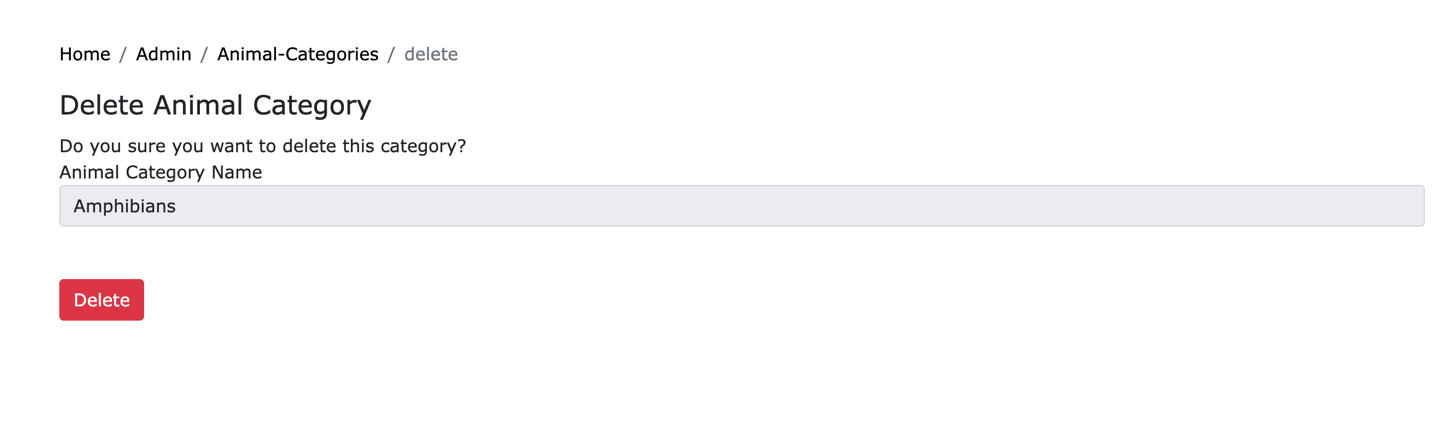 Home / Admin / Animal-Categories / delete
Delete Animal Category
Do you sure you want to delete this category?
Animal Category Name
Amphibians
Delete